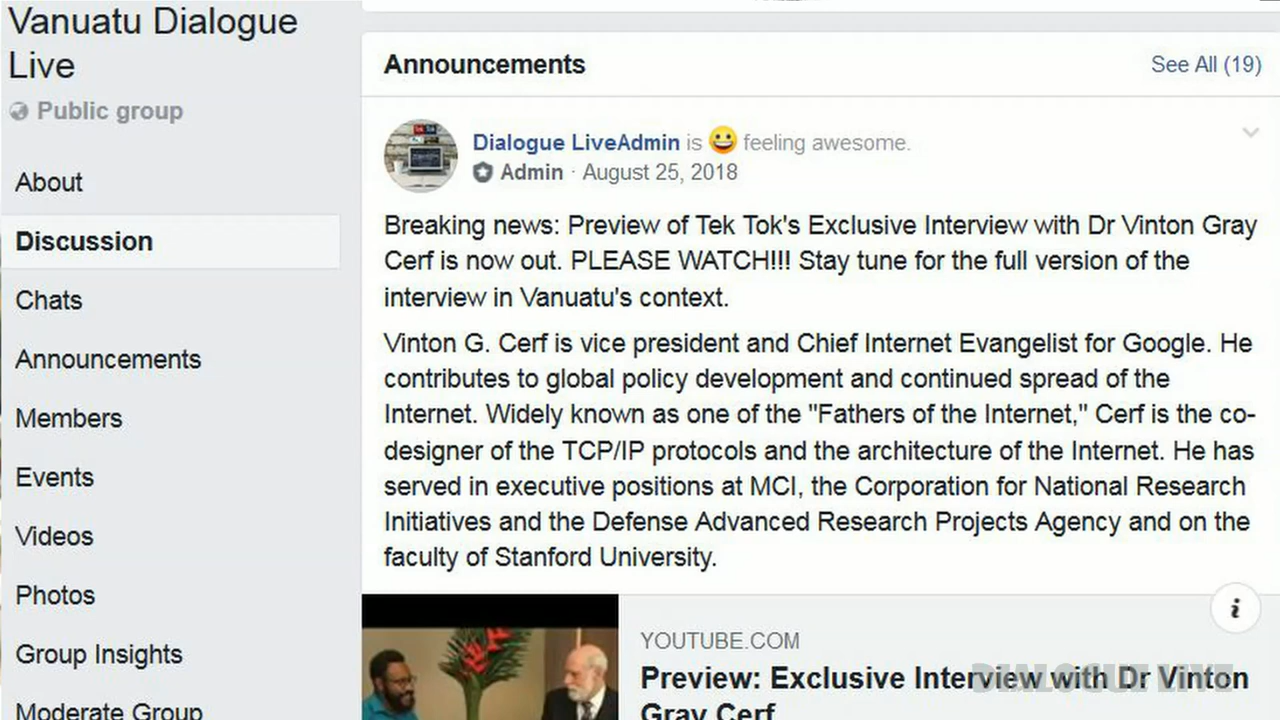 Vanuatu Dialogue
Live
Public group
About
Discussion
Chats
Announcements
Members
Events
Videos
Photos
Group Insights
Moderate Group
Announcements
See All (19)
Dialogue LiveAdmin is 😀 feeling awesome.
Admin · August 25, 2018
Breaking news: Preview of Tek Tok's Exclusive Interview with Dr Vinton Gray
Cerf is now out. PLEASE WATCH!!! Stay tune for the full version of the
interview in Vanuatu's context.
Vinton G. Cerf is vice president and Chief Internet Evangelist for Google. He
contributes to global policy development and continued spread of the
Internet. Widely known as one of the "Fathers of the Internet," Cerf is the co-
designer of the TCP/IP protocols and the architecture of the Internet. He has
served in executive positions at MCI, the Corporation for National Research
Initiatives and the Defense Advanced Research Projects Agency and on the
faculty of Stanford University.
YOUTUBE.COM
Preview: Exclusive Interview with Dr Vinton
Gray Cerf
DIALOGUE LIVE